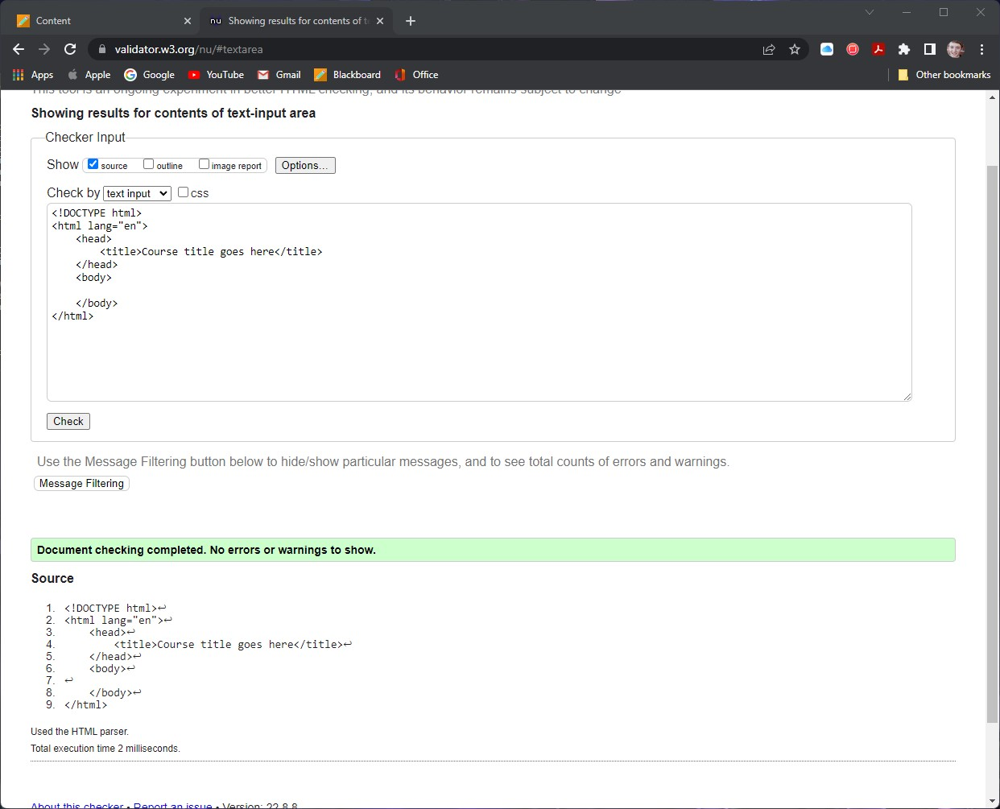 Content
nu Showing results for contents of t
validator.w3.org/nu/#textarea
Apps Apple Google YouTube Gmail Blackboard Office Other bookmarks
This tool is an ongoing experiment in better HTML checking, and its behavior remains subject to change
Showing results for contents of text-input area
Checker Input
Show source outline image report Options...
Check by text input css
<!DOCTYPE html>
<html lang="en">
    <head>
        <title>Course title goes here</title>
    </head>
    <body>

    </body>
</html>
Check
Use the Message Filtering button below to hide/show particular messages, and to see total counts of errors and warnings.
Message Filtering
Document checking completed. No errors or warnings to show.
Source
1. <!DOCTYPE html>↩
2. <html lang="en">↩
3.     <head>↩
4.         <title>Course title goes here</title>↩
5.     </head>↩
6.     <body>↩
7. ↩
8.     </body>↩
9. </html>
Used the HTML parser.
Total execution time 2 milliseconds.
About this checker • Report an issue • Version: 22.8.8